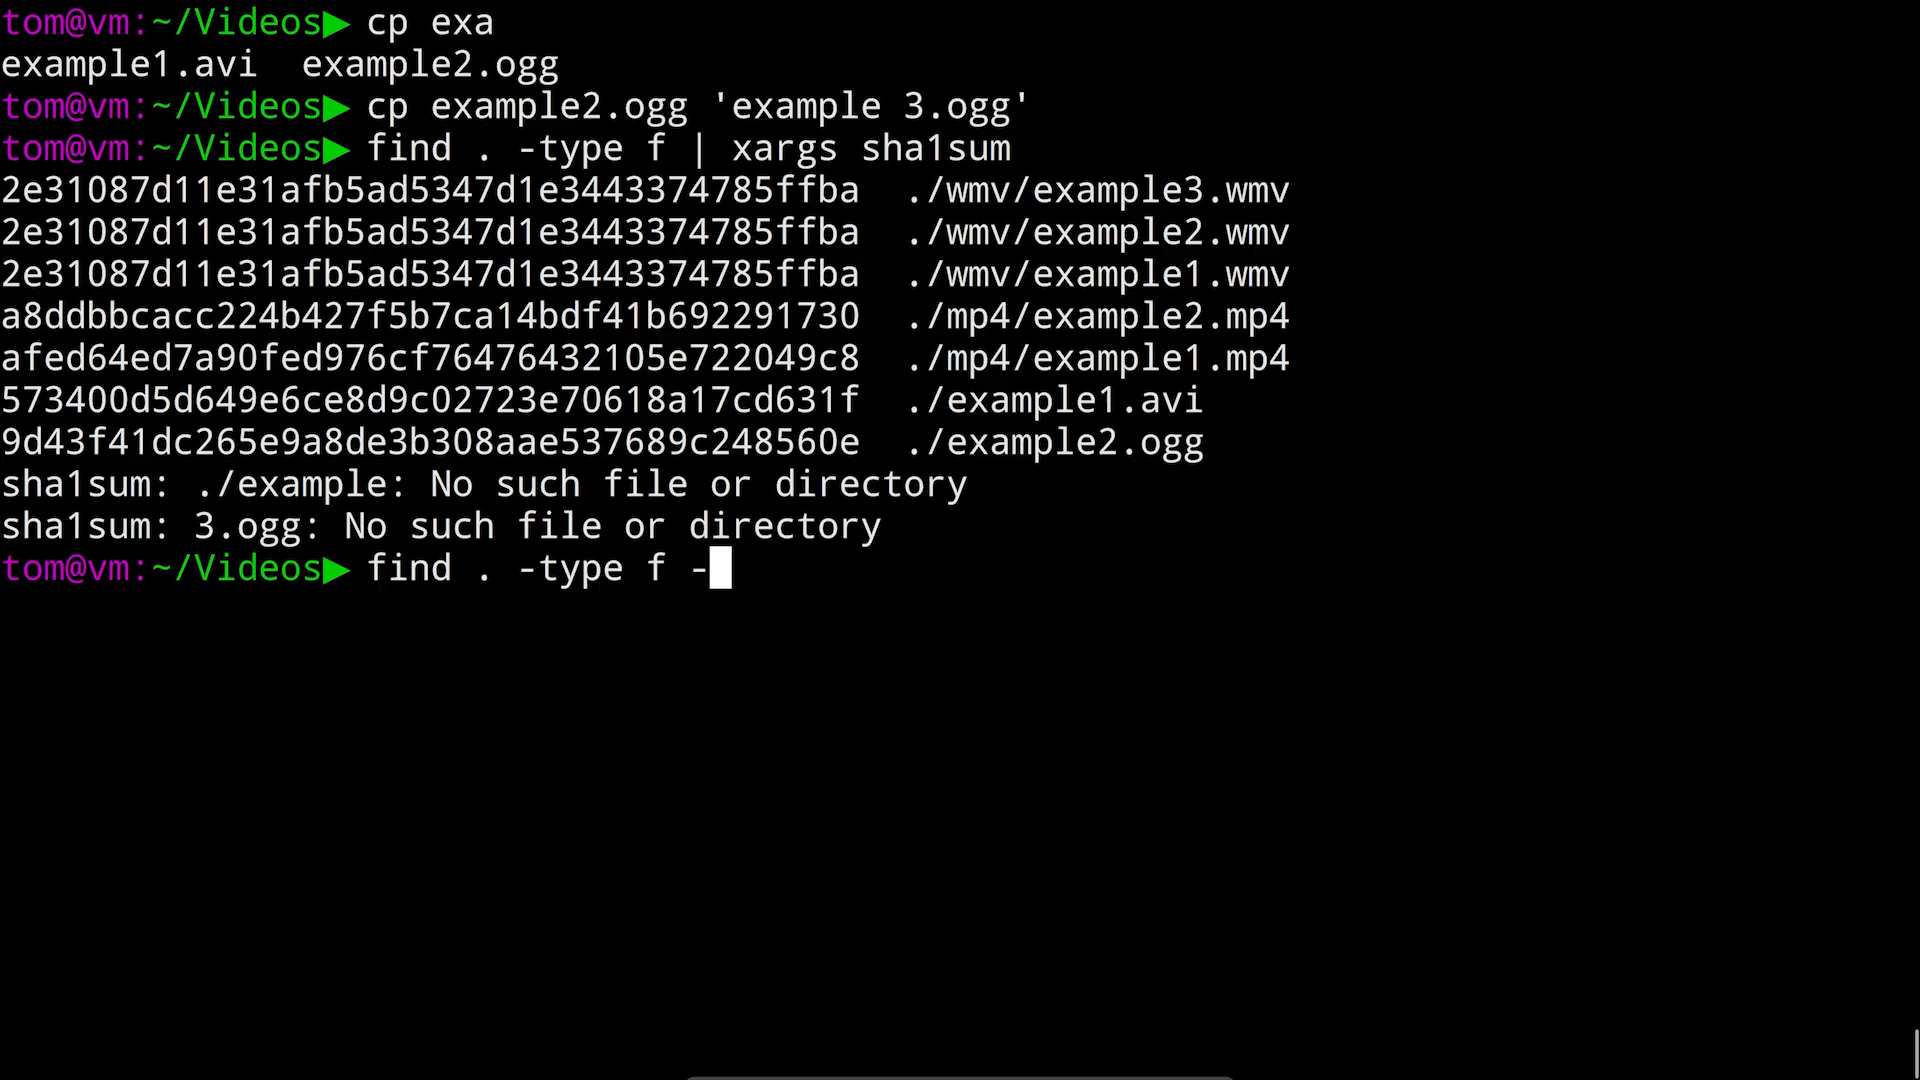 tom@vm:~/Videos▶ cp exa
example1.avi  example2.ogg
tom@vm:~/Videos▶ cp example2.ogg 'example 3.ogg'
tom@vm:~/Videos▶ find . -type f | xargs sha1sum
2e31087d11e31afb5ad5347d1e3443374785ffba  ./wmv/example3.wmv
2e31087d11e31afb5ad5347d1e3443374785ffba  ./wmv/example2.wmv
2e31087d11e31afb5ad5347d1e3443374785ffba  ./wmv/example1.wmv
a8ddbbcacc224b427f5b7ca14bdf41b692291730  ./mp4/example2.mp4
afed64ed7a90fed976cf76476432105e722049c8  ./mp4/example1.mp4
573400d5d649e6ce8d9c02723e70618a17cd631f  ./example1.avi
9d43f41dc265e9a8de3b308aae537689c248560e  ./example2.ogg
sha1sum: ./example: No such file or directory
sha1sum: 3.ogg: No such file or directory
tom@vm:~/Videos▶ find . -type f -